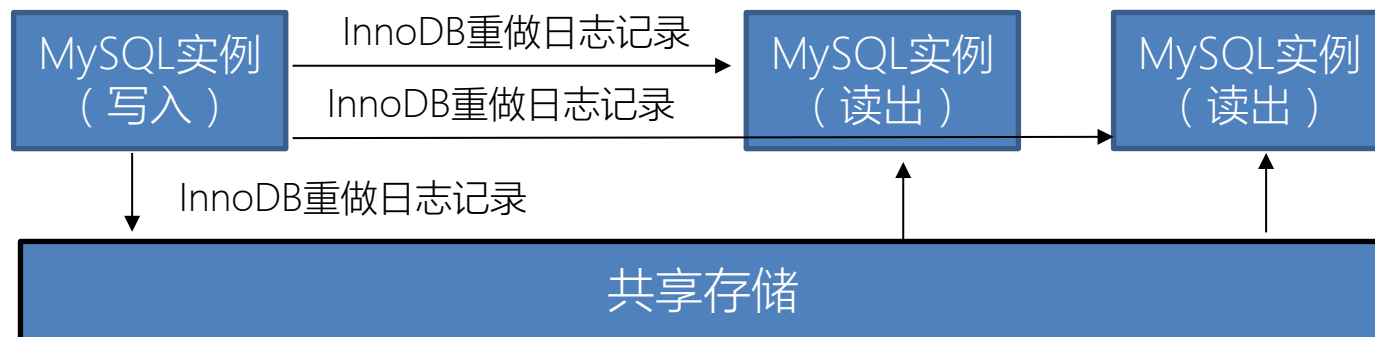 MySQL实例
（写入）
InnoDB重做日志记录
InnoDB重做日志记录
MySQL实例
（读出）
MySQL实例
（读出）
InnoDB重做日志记录
共享存储